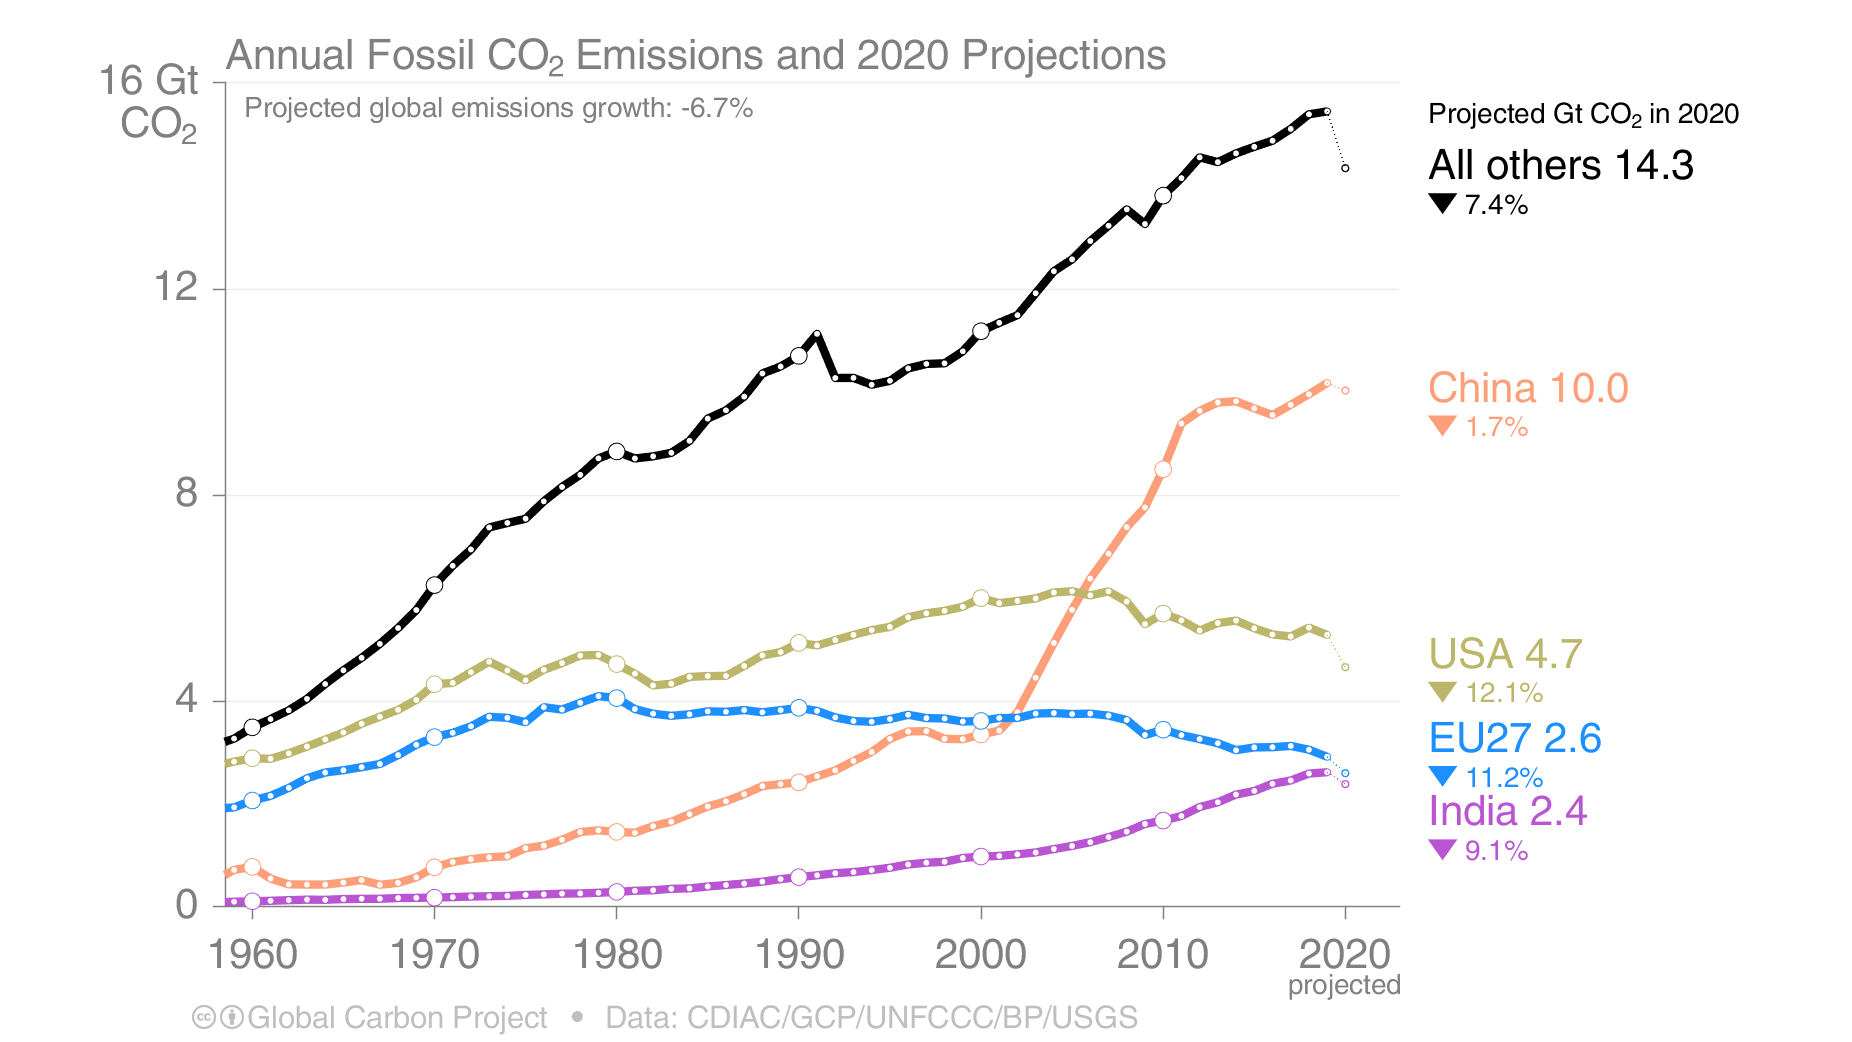 Annual Fossil CO₂ Emissions and 2020 Projections
16 Gt
CO₂
Projected global emissions growth: -6.7%
12
8
4
0
1960 1970 1980 1990 2000 2010 2020
projected
Projected Gt CO₂ in 2020
All others 14.3
▼ 7.4%
China 10.0
▼ 1.7%
USA 4.7
▼ 12.1%
EU27 2.6
▼ 11.2%
India 2.4
▼ 9.1%
cc Global Carbon Project • Data: CDIAC/GCP/UNFCCC/BP/USGS